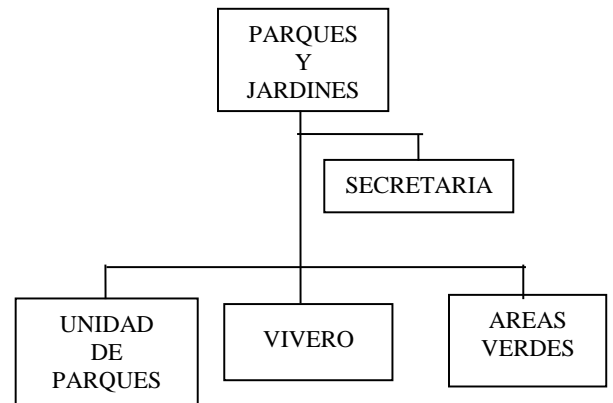 PARQUES
Y
JARDINES
SECRETARIA
UNIDAD
DE
PARQUES
VIVERO
AREAS
VERDES